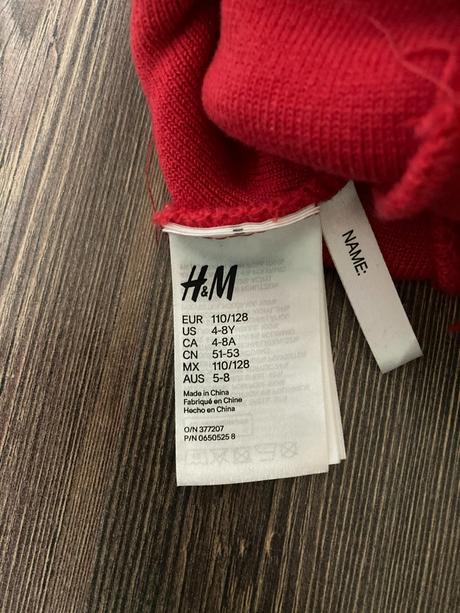 H&M
EUR 110/128
US 4-8Y
CA 4-8A
CN 51-53
MX 110/128
AUS 5-8
Made in China
Fabriqué en Chine
Hecho en China
O/N 377207
P/N 0650525 8
NAME: